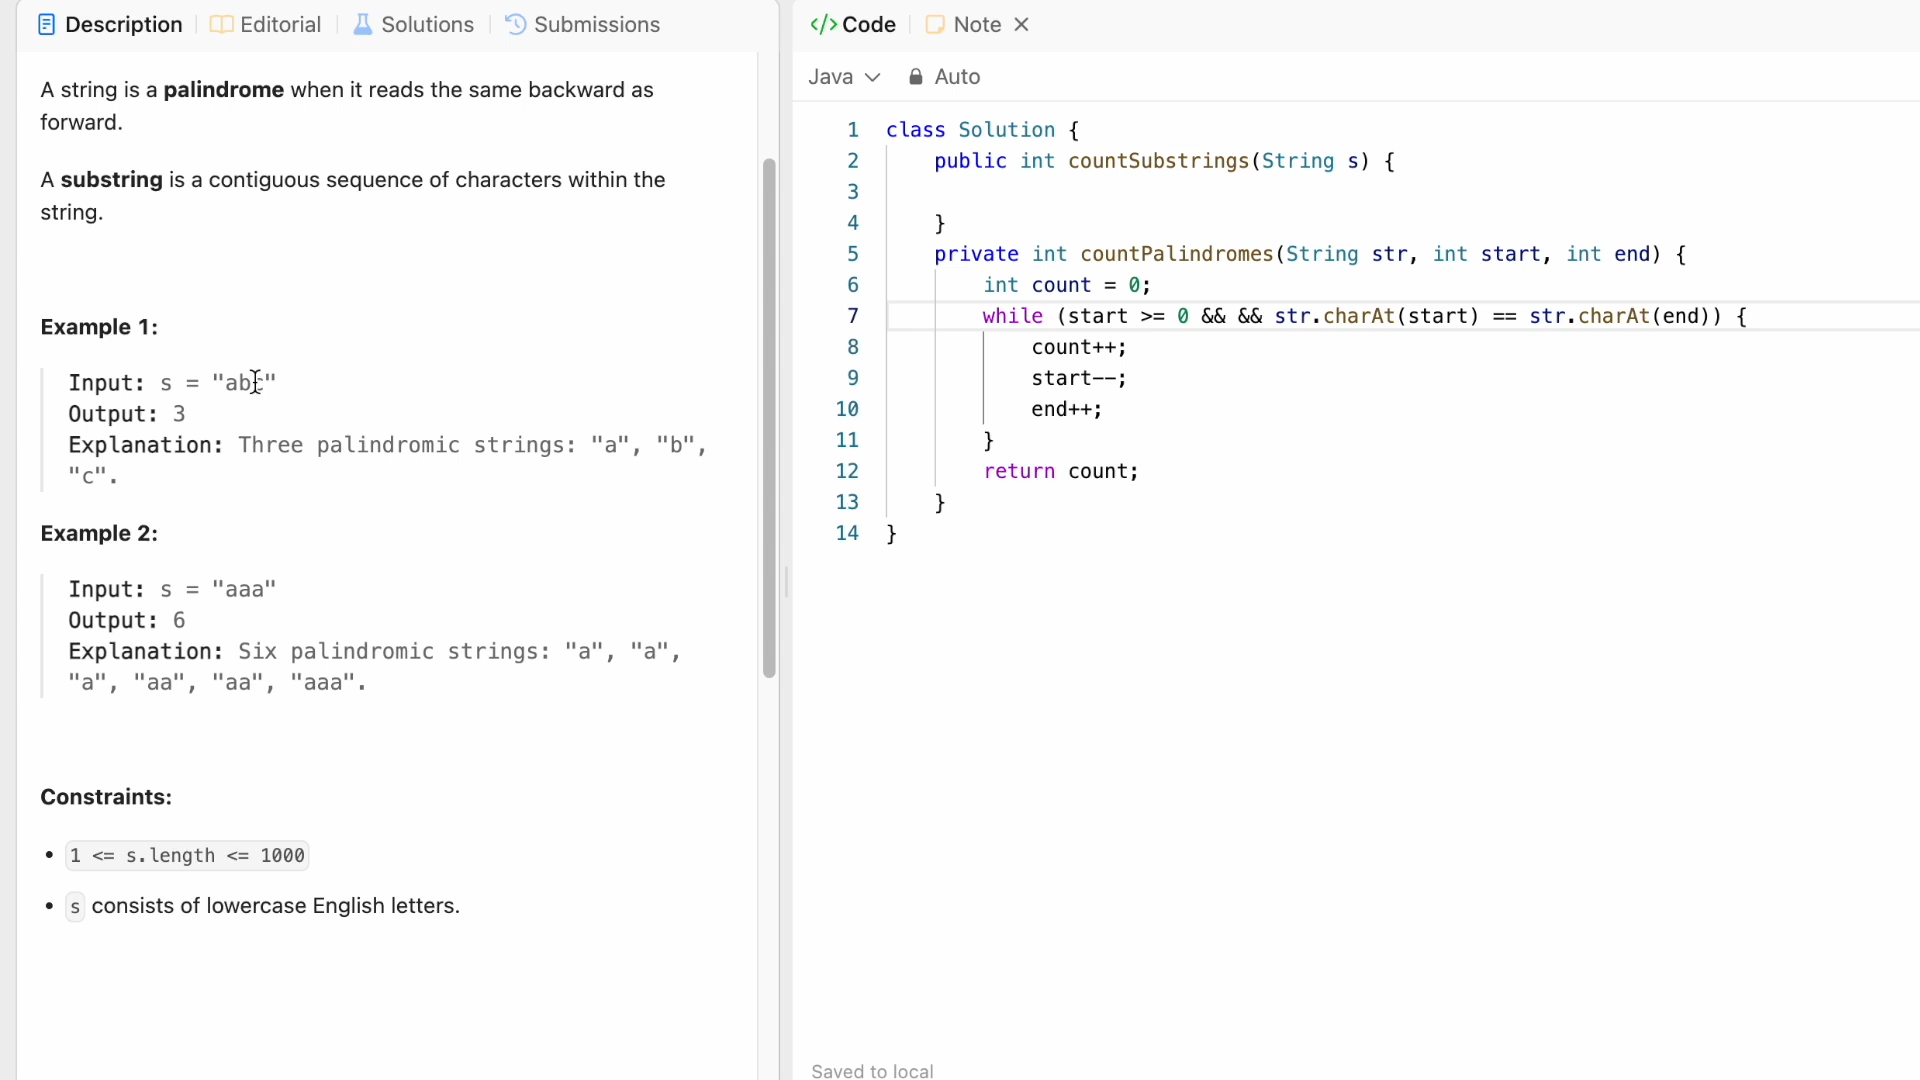 Description Editorial Solutions Submissions
A string is a palindrome when it reads the same backward as
forward.
A substring is a contiguous sequence of characters within the
string.
Example 1:
Input: s = "abc"
Output: 3
Explanation: Three palindromic strings: "a", "b",
"c".
Example 2:
Input: s = "aaa"
Output: 6
Explanation: Six palindromic strings: "a", "a",
"a", "aa", "aa", "aaa".
Constraints:
• 1 <= s.length <= 1000
• s consists of lowercase English letters.
</> Code Note ×
Java Auto
1 class Solution {
2 public int countSubstrings(String s) {
3
4 }
5 private int countPalindromes(String str, int start, int end) {
6 int count = 0;
7 while (start >= 0 && && str.charAt(start) == str.charAt(end)) {
8 count++;
9 start--;
10 end++;
11 }
12 return count;
13 }
14 }
Saved to local